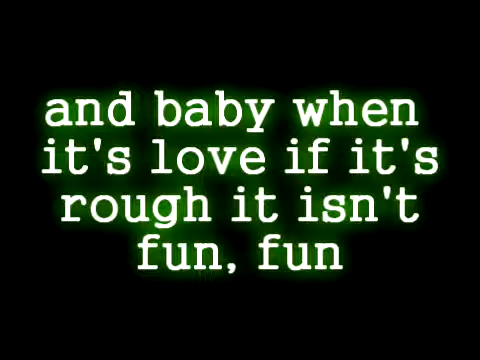 and baby when
it's love if it's
rough it isn't
fun, fun